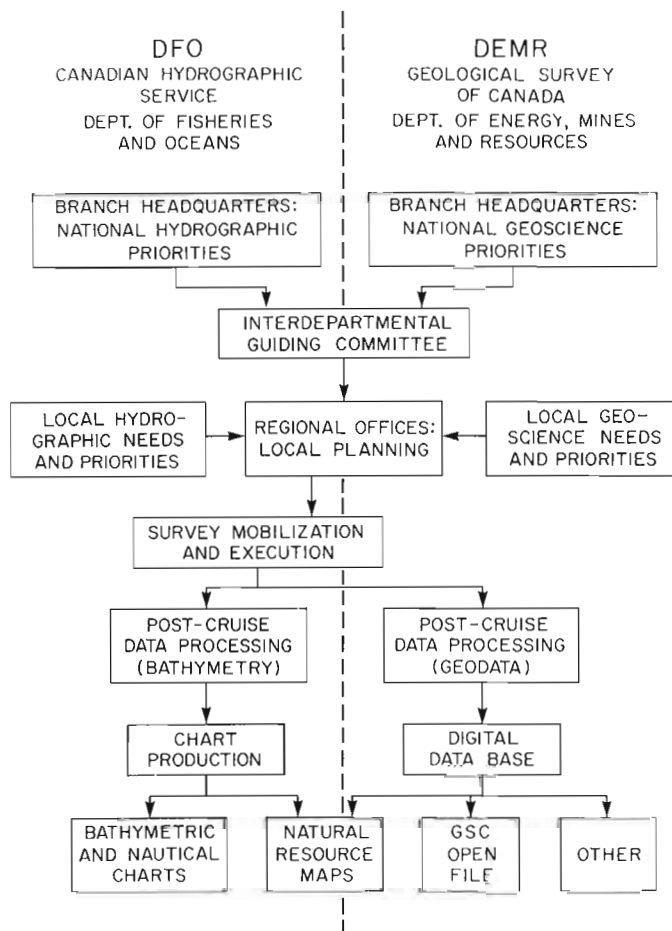 DFO
CANADIAN HYDROGRAPHIC
SERVICE
DEPT. OF FISHERIES
AND OCEANS
DEMR
GEOLOGICAL SURVEY
OF CANADA
DEPT. OF ENERGY, MINES
AND RESOURCES
BRANCH HEADQUARTERS:
NATIONAL HYDROGRAPHIC
PRIORITIES
BRANCH HEADQUARTERS:
NATIONAL GEOSCIENCE
PRIORITIES
INTERDEPARTMENTAL
GUIDING COMMITTEE
LOCAL HYDRO-
GRAPHIC NEEDS
AND PRIORITIES
REGIONAL OFFICES:
LOCAL PLANNING
LOCAL GEO-
SCIENCE NEEDS
AND PRIORITIES
SURVEY MOBILIZATION
AND EXECUTION
POST-CRUISE
DATA PROCESSING
(BATHYMETRY)
POST-CRUISE
DATA PROCESSING
(GEODATA)
CHART
PRODUCTION
DIGITAL
DATA BASE
BATHYMETRIC
AND NAUTICAL
CHARTS
NATURAL
RESOURCE
MAPS
GSC
OPEN
FILE
OTHER